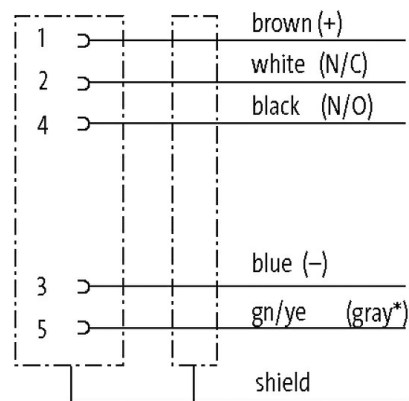 1 brown (+)
2 white (N/C)
4 black (N/O)
3 blue (–)
5 gn/ye (gray*)
shield